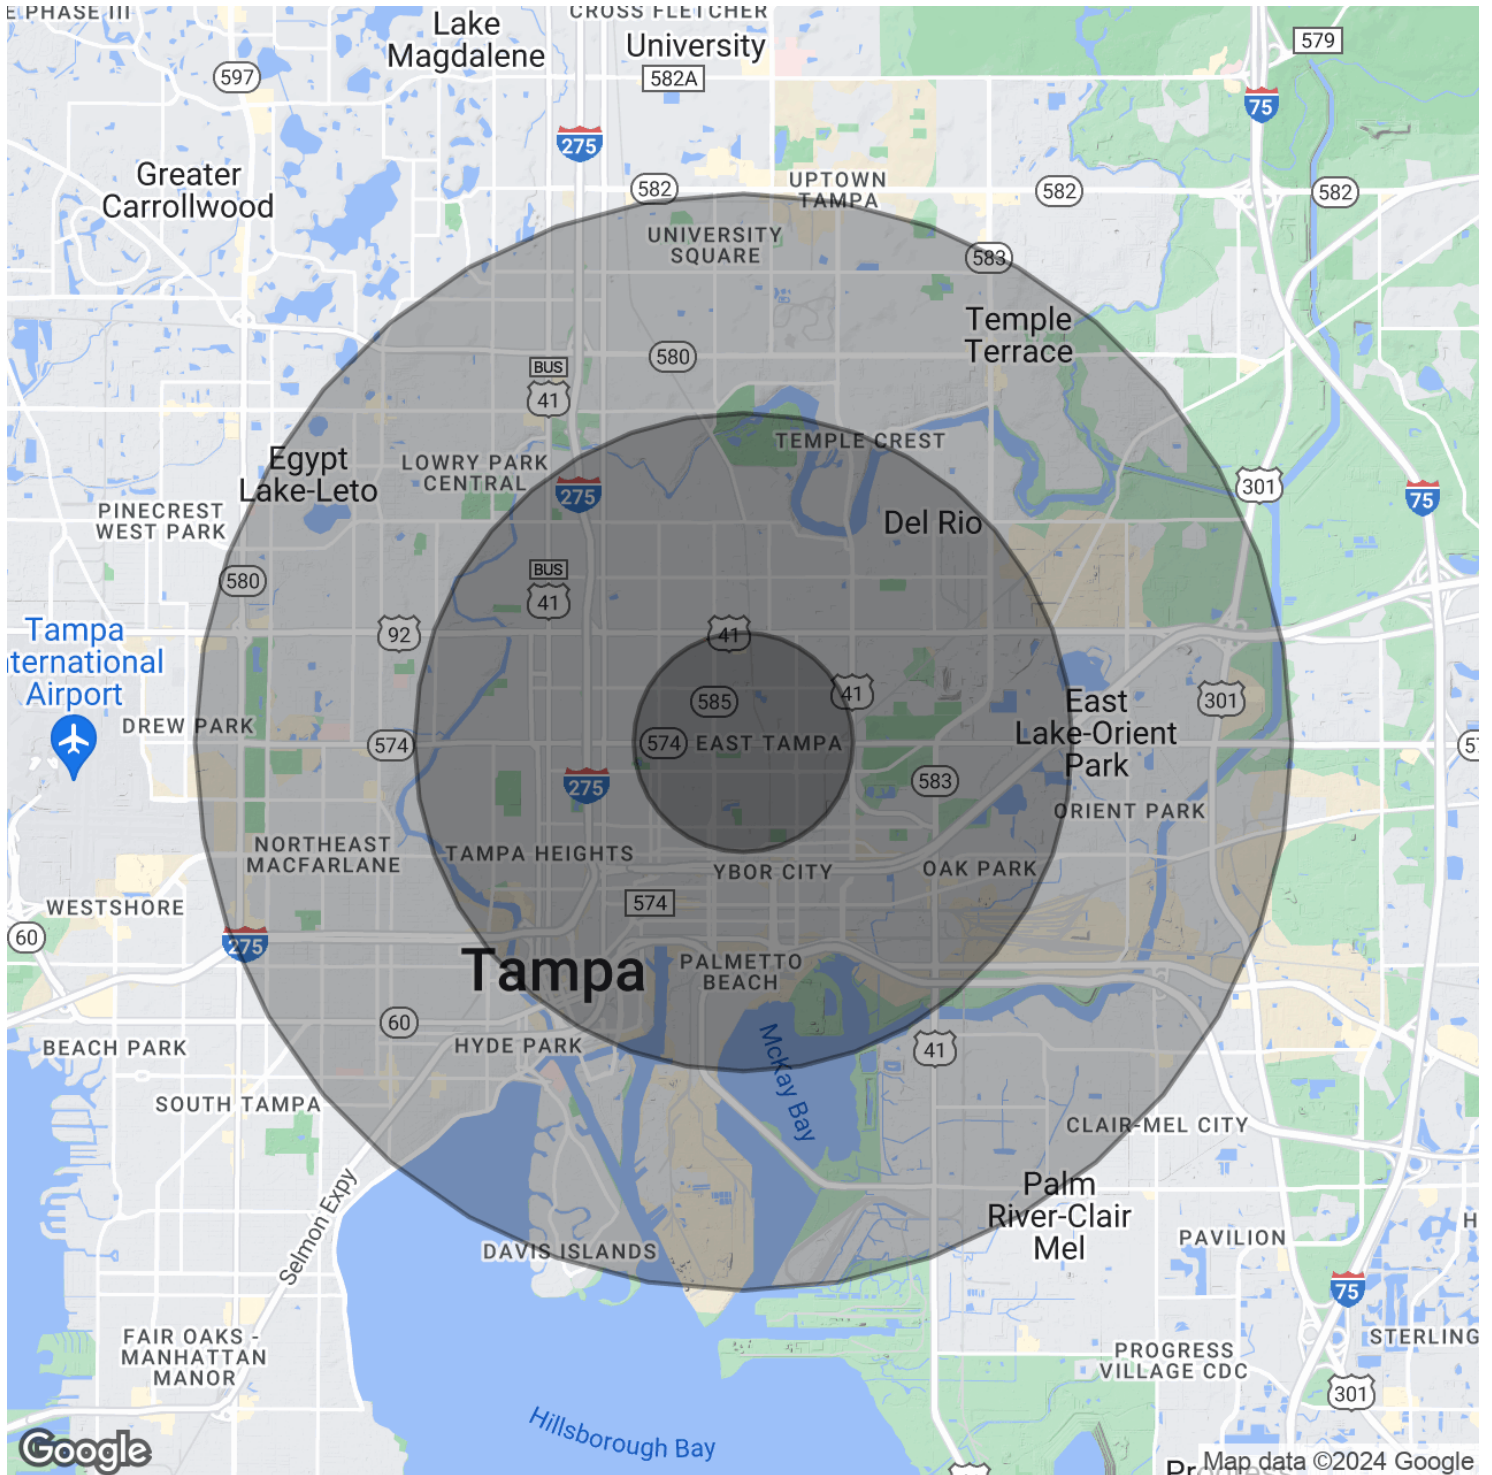 E PHASE III
CROSS FLETCHER
Lake
Magdalene
University
579
597
582A
75
275
Greater
Carrollwood
582
UPTOWN
TAMPA
582
582
UNIVERSITY
SQUARE
583
Temple
Terrace
580
BUS
41
TEMPLE CREST
Egypt
Lake-Leto
LOWRY PARK
CENTRAL
275
301
75
PINECREST
WEST PARK
Del Rio
580
BUS
41
Tampa
nternational
Airport
92
41
585
41
East
Lake-Orient
Park
301
DREW PARK
574
574
EAST TAMPA
275
583
ORIENT PARK
NORTHEAST
MACFARLANE
TAMPA HEIGHTS
YBOR CITY
OAK PARK
WESTSHORE
574
60
275
Tampa
PALMETTO
BEACH
60
BEACH PARK
HYDE PARK
McKay Bay
41
SOUTH TAMPA
CLAIR-MEL CITY
Selmon Expy
Palm
River-Clair
Mel
DAVIS ISLANDS
PAVILION
H
75
FAIR OAKS -
MANHATTAN
MANOR
PROGRESS
VILLAGE CDC
STERLING
301
Hillsborough Bay
Google
Map data ©2024 Google